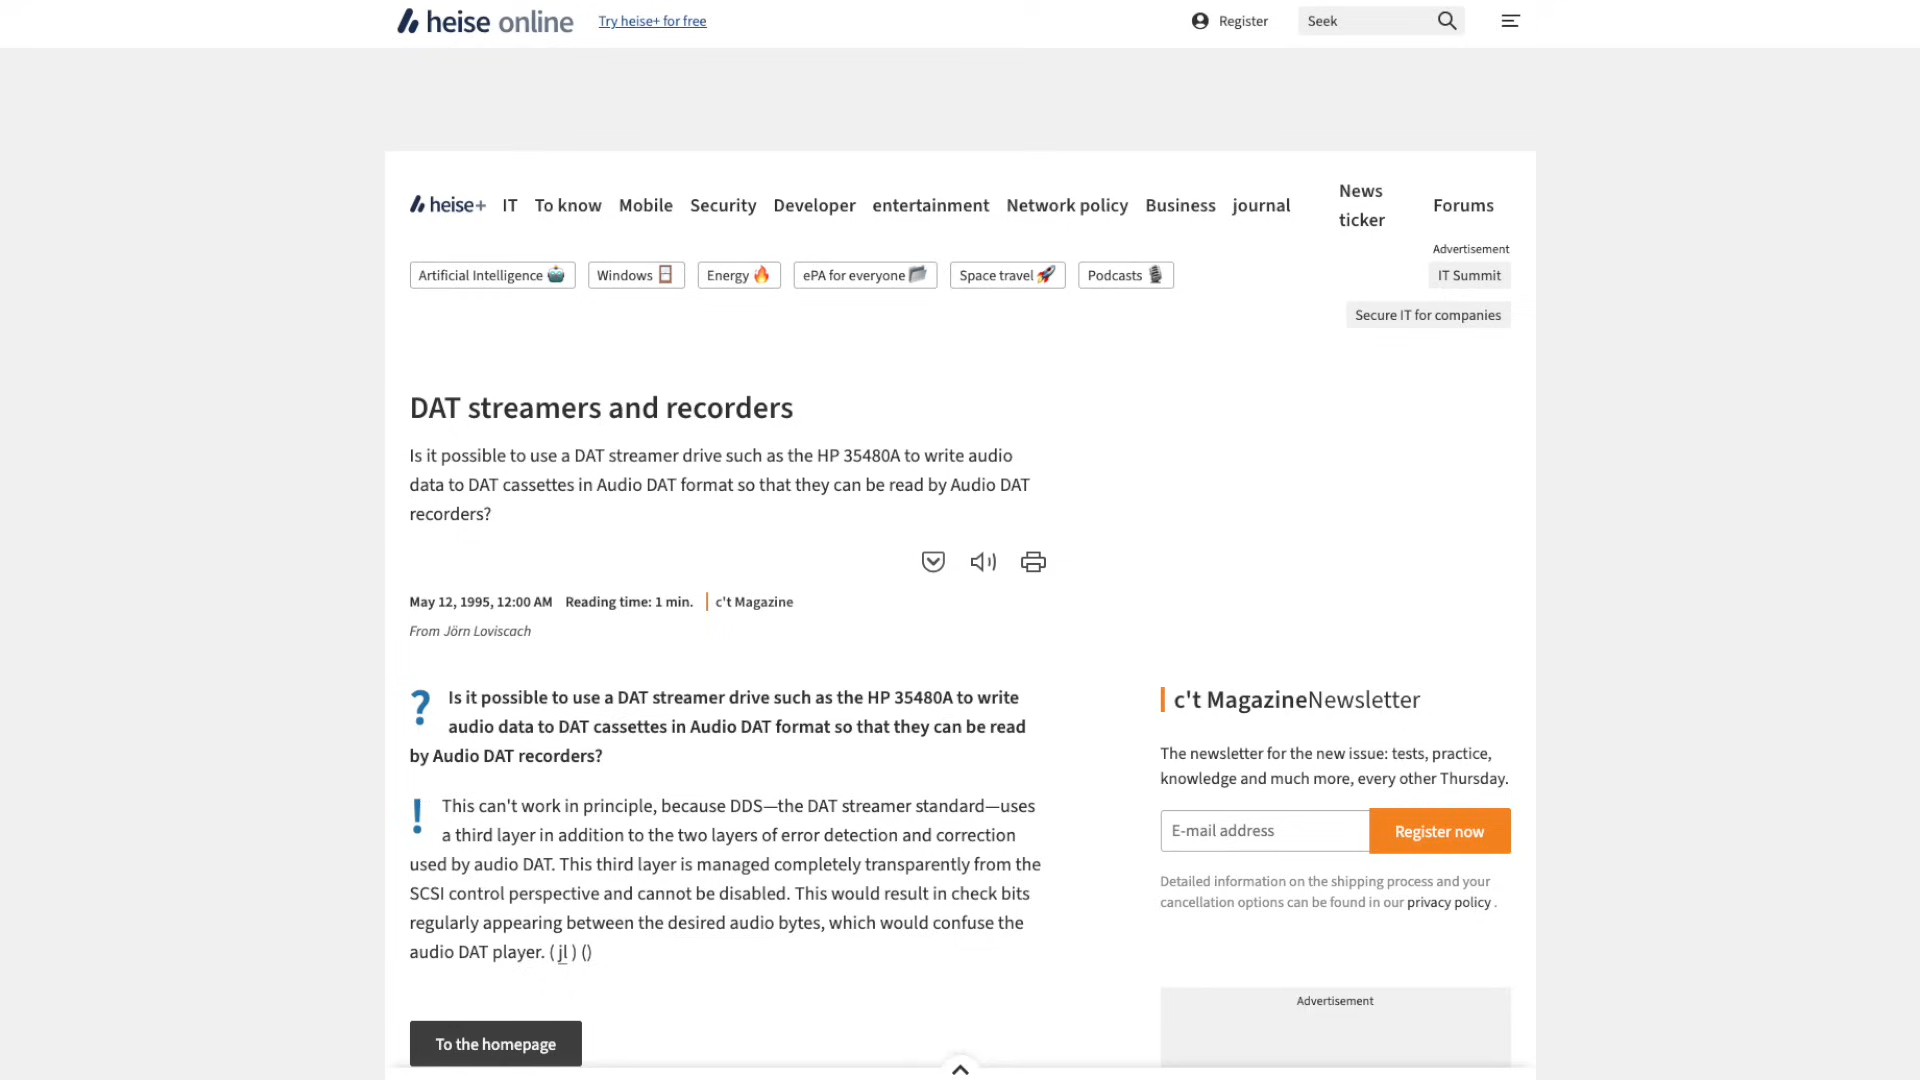 heise online Try heise+ for free Register Seek
heise+ IT To know Mobile Security Developer entertainment Network policy Business journal News ticker Forums
Advertisement
Artificial Intelligence Windows Energy ePA for everyone Space travel Podcasts IT Summit
Secure IT for companies
DAT streamers and recorders
Is it possible to use a DAT streamer drive such as the HP 35480A to write audio
data to DAT cassettes in Audio DAT format so that they can be read by Audio DAT
recorders?
May 12, 1995, 12:00 AM Reading time: 1 min. c't Magazine
From Jörn Loviscach
? Is it possible to use a DAT streamer drive such as the HP 35480A to write
audio data to DAT cassettes in Audio DAT format so that they can be read
by Audio DAT recorders?
! This can't work in principle, because DDS—the DAT streamer standard—uses
a third layer in addition to the two layers of error detection and correction
used by audio DAT. This third layer is managed completely transparently from the
SCSI control perspective and cannot be disabled. This would result in check bits
regularly appearing between the desired audio bytes, which would confuse the
audio DAT player. ( jl ) ()
To the homepage
c't MagazineNewsletter
The newsletter for the new issue: tests, practice,
knowledge and much more, every other Thursday.
E-mail address Register now
Detailed information on the shipping process and your
cancellation options can be found in our privacy policy .
Advertisement